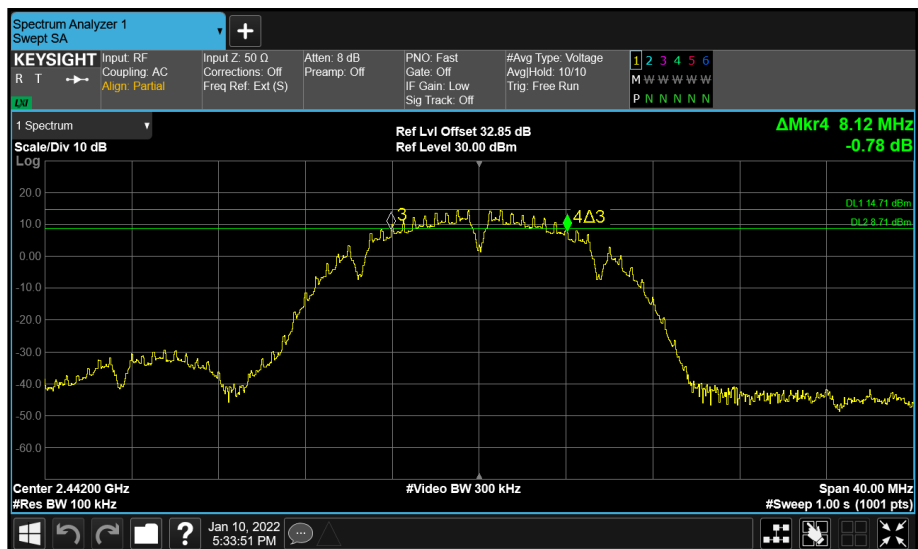 Spectrum Analyzer 1
Swept SA
KEYSIGHT
R T
LXI
Input: RF
Coupling: AC
Align: Partial
Input Z: 50 Ω
Corrections: Off
Freq Ref: Ext (S)
Atten: 8 dB
Preamp: Off
PNO: Fast
Gate: Off
IF Gain: Low
Sig Track: Off
#Avg Type: Voltage
Avg|Hold: 10/10
Trig: Free Run
1 2 3 4 5 6
M W W W W W
P N N N N N
1 Spectrum
Scale/Div 10 dB
Ref Lvl Offset 32.85 dB
Ref Level 30.00 dBm
ΔMkr4 8.12 MHz
-0.78 dB
Log
20.0
10.0
0.00
-10.0
-20.0
-30.0
-40.0
-50.0
-60.0
3
4Δ3
DL1 14.71 dBm
DL2 8.71 dBm
Center 2.44200 GHz
#Res BW 100 kHz
#Video BW 300 kHz
Span 40.00 MHz
#Sweep 1.00 s (1001 pts)
Jan 10, 2022
5:33:51 PM